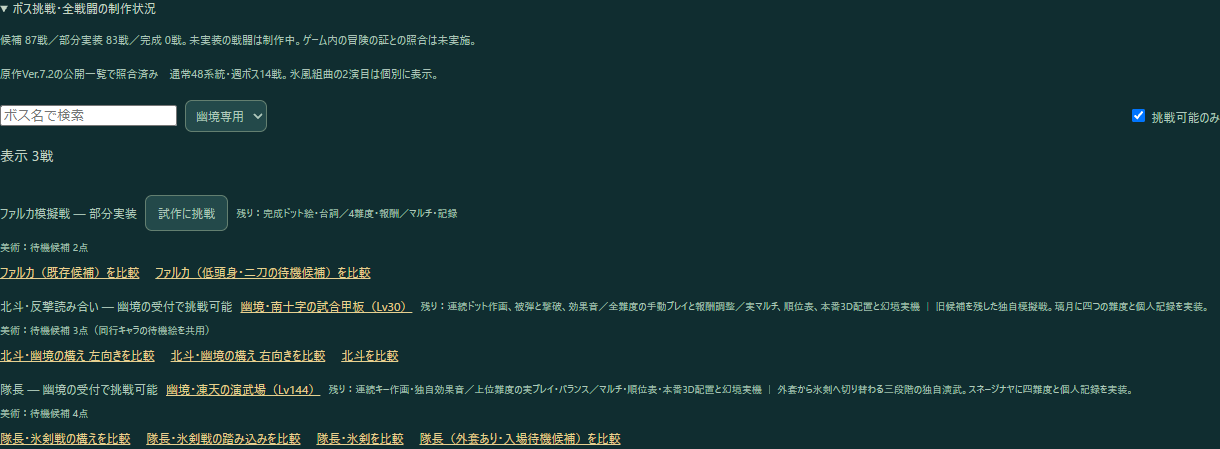 ▼ ボス挑戦・全戦闘の制作状況
候補 87戦／部分実装 83戦／完成 0戦。未実装の戦闘は制作中。ゲーム内の冒険の証との照合は未実施。
原作Ver.7.2の公開一覧で照合済み 通常48系統・週ボス14戦。氷風組曲の2演目は個別に表示。
ボス名で検索 幽境専用 挑戦可能のみ
表示 3戦
ファルカ模擬戦 — 部分実装 試作に挑戦 残り：完成ドット絵・台詞／4難度・報酬／マルチ・記録
美術：待機候補 2点
ファルカ（既存候補）を比較 ファルカ（低頭身・二刀の待機候補）を比較
北斗・反撃読み合い — 幽境の受付で挑戦可能 幽境・南十字の試合甲板（Lv30） 残り：連続ドット作画、被弾と撃破、効果音／全難度の手動プレイと報酬調整／実マルチ、順位表、本番3D配置と幻境実機 | 旧候補を残した独自模擬戦。璃月に四つの難度と個人記録を実装。
美術：待機候補 3点（同行キャラの待機絵を共用）
北斗・幽境の構え 左向きを比較 北斗・幽境の構え 右向きを比較 北斗を比較
隊長 — 幽境の受付で挑戦可能 幽境・凍天の演武場（Lv144） 残り：連続キー作画・独自効果音／上位難度の実プレイ・バランス／マルチ・順位表・本番3D配置と幻境実機 | 外套から氷剣へ切り替わる三段階の独自演武。スネージナヤに四難度と個人記録を実装。
美術：待機候補 4点
隊長・氷剣戦の構えを比較 隊長・氷剣戦の踏み込みを比較 隊長・氷剣を比較 隊長（外套あり・入場待機候補）を比較